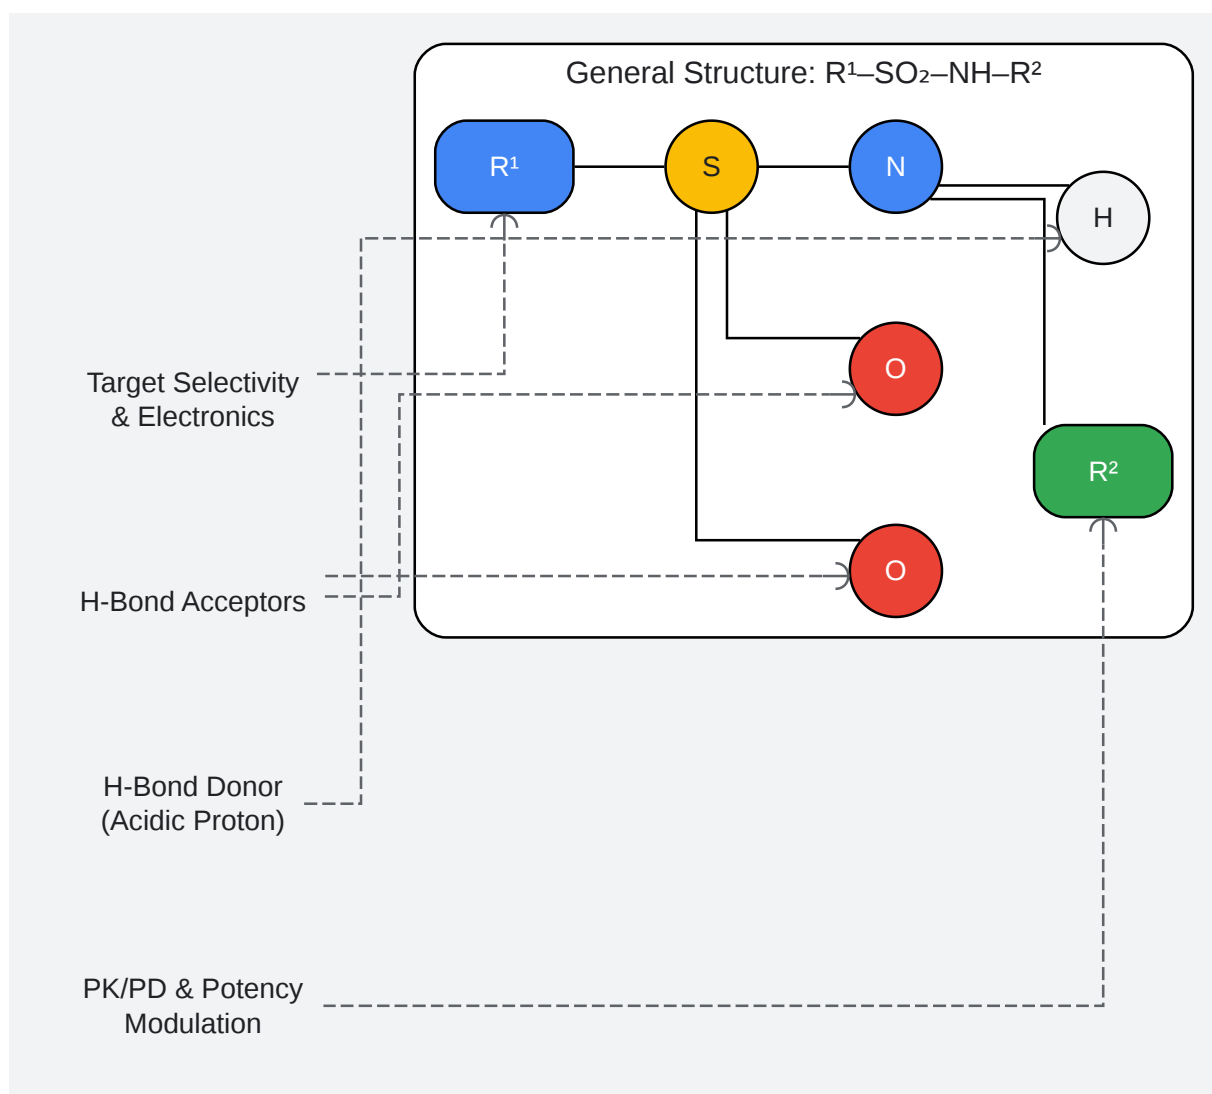 General Structure: R¹–SO₂–NH–R²
R¹
S
N
H
O
Target Selectivity
& Electronics
R²
O
H-Bond Acceptors
H-Bond Donor
(Acidic Proton)
PK/PD & Potency
Modulation